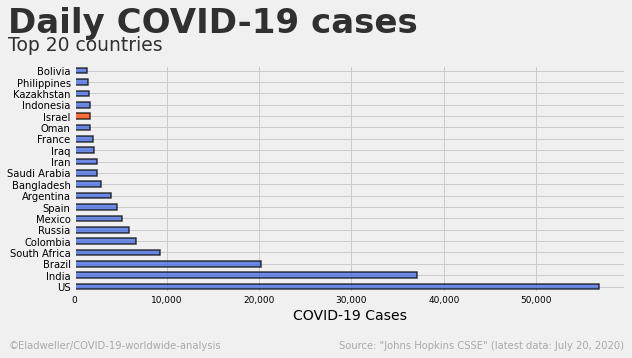 Daily COVID-19 cases
Top 20 countries
Bolivia
Philippines
Kazakhstan
Indonesia
Israel
Oman
France
Iraq
Iran
Saudi Arabia
Bangladesh
Argentina
Spain
Mexico
Russia
Colombia
South Africa
Brazil
India
US
0 10,000 20,000 30,000 40,000 50,000
COVID-19 Cases
©Eladweller/COVID-19-worldwide-analysis Source: "Johns Hopkins CSSE" (latest data: July 20, 2020)